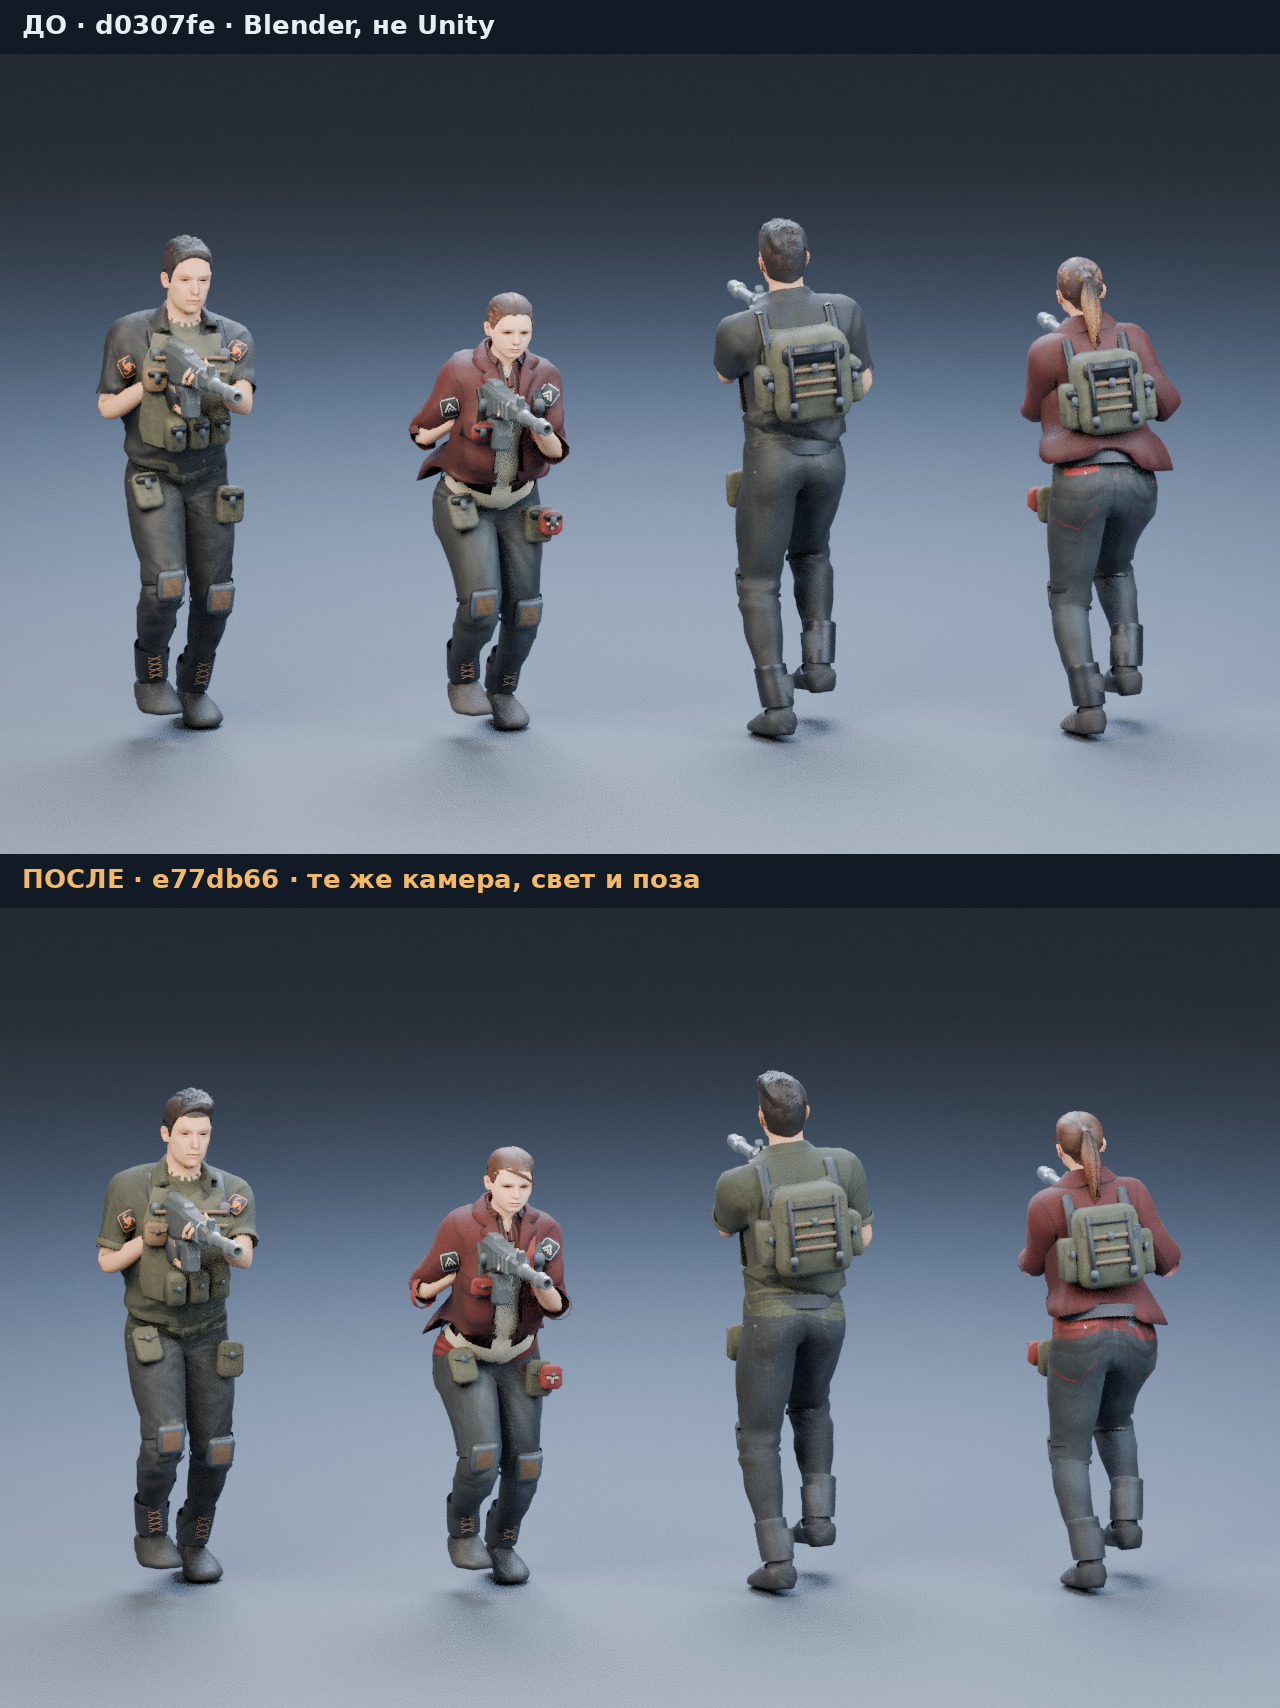 ДО · d0307fe · Blender, не Unity
ПОСЛЕ · e77db66 · те же камера, свет и поза